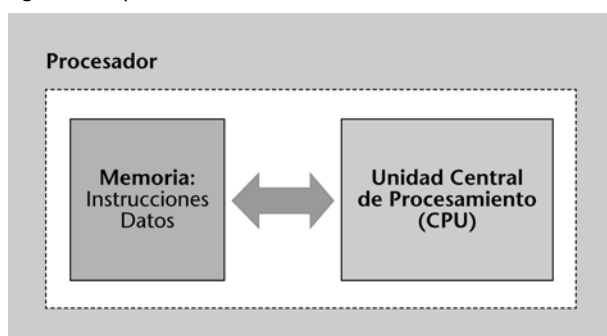 Procesador
Memoria:
Instrucciones
Datos
Unidad Central
de Procesamiento
(CPU)